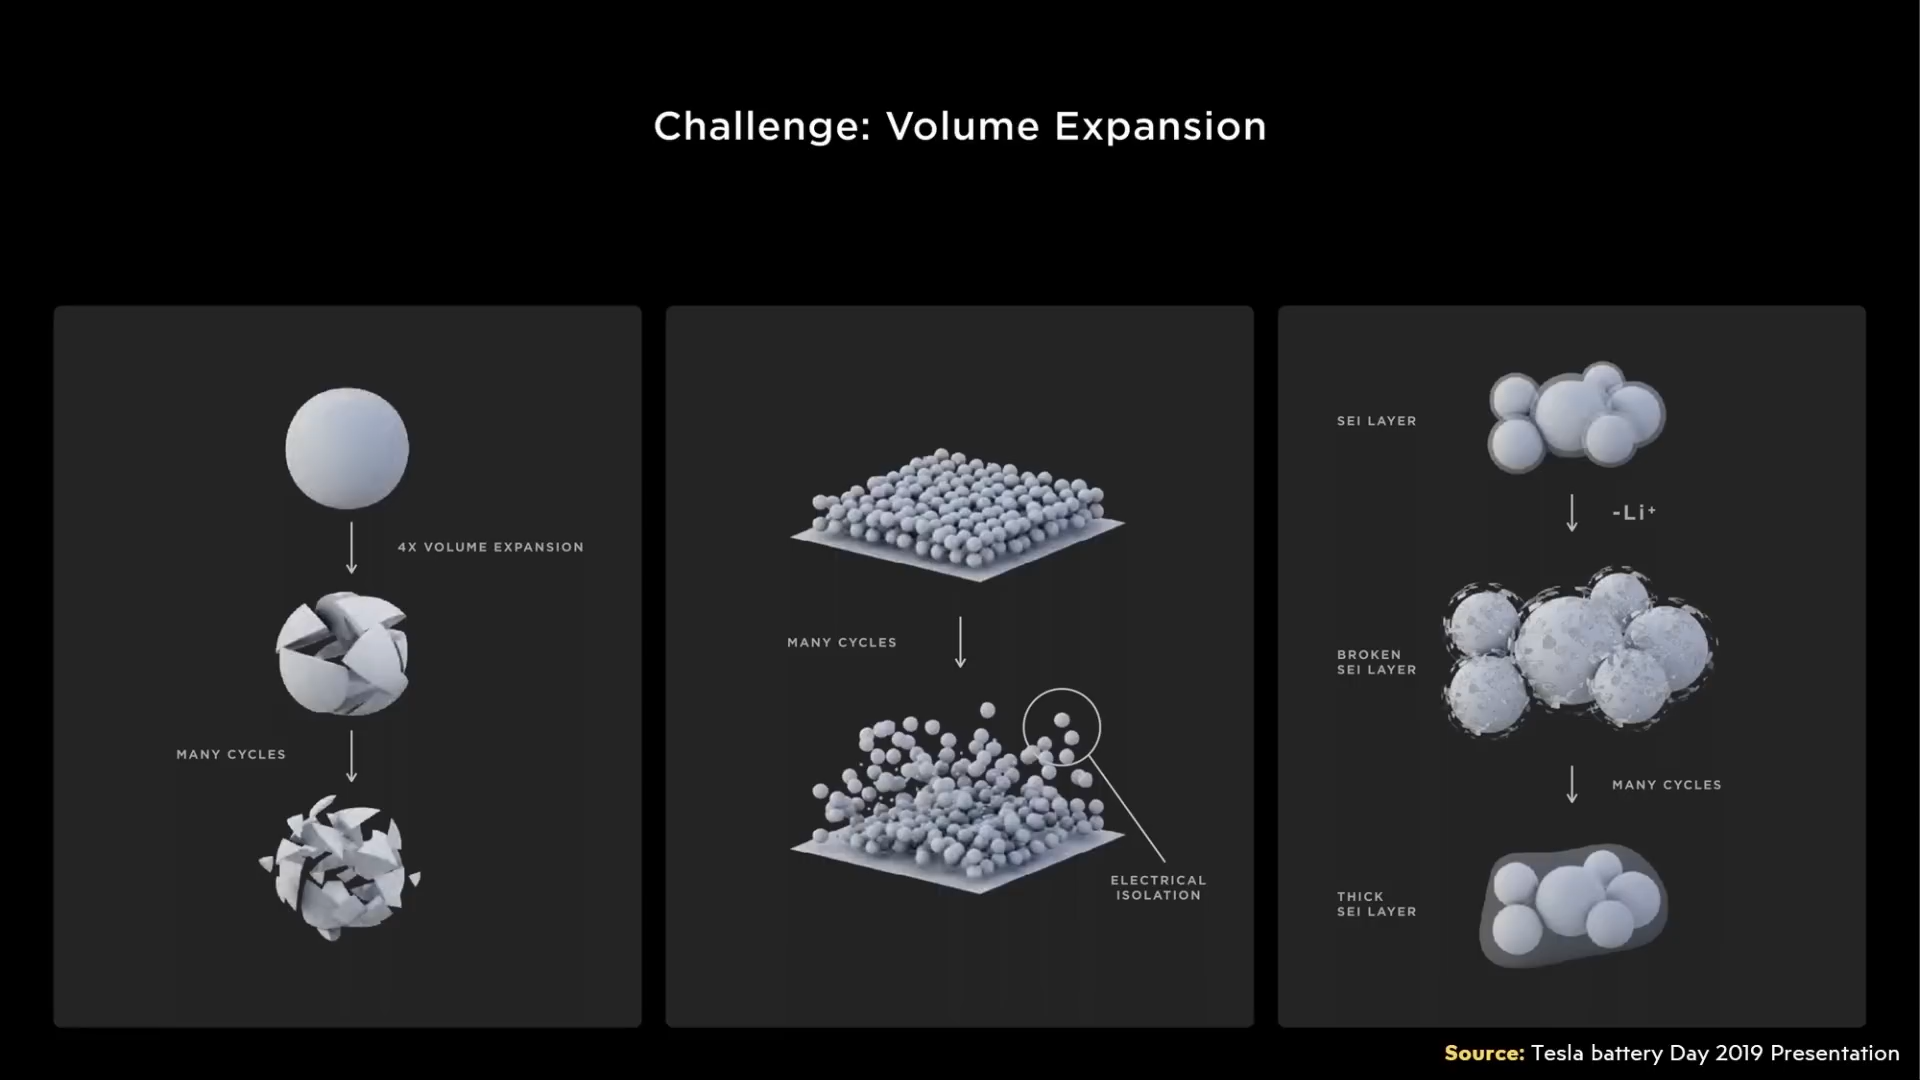 Challenge: Volume Expansion
4X VOLUME EXPANSION
MANY CYCLES
MANY CYCLES
ELECTRICAL
ISOLATION
SEI LAYER
-Li⁺
BROKEN
SEI LAYER
MANY CYCLES
THICK
SEI LAYER
Source: Tesla battery Day 2019 Presentation